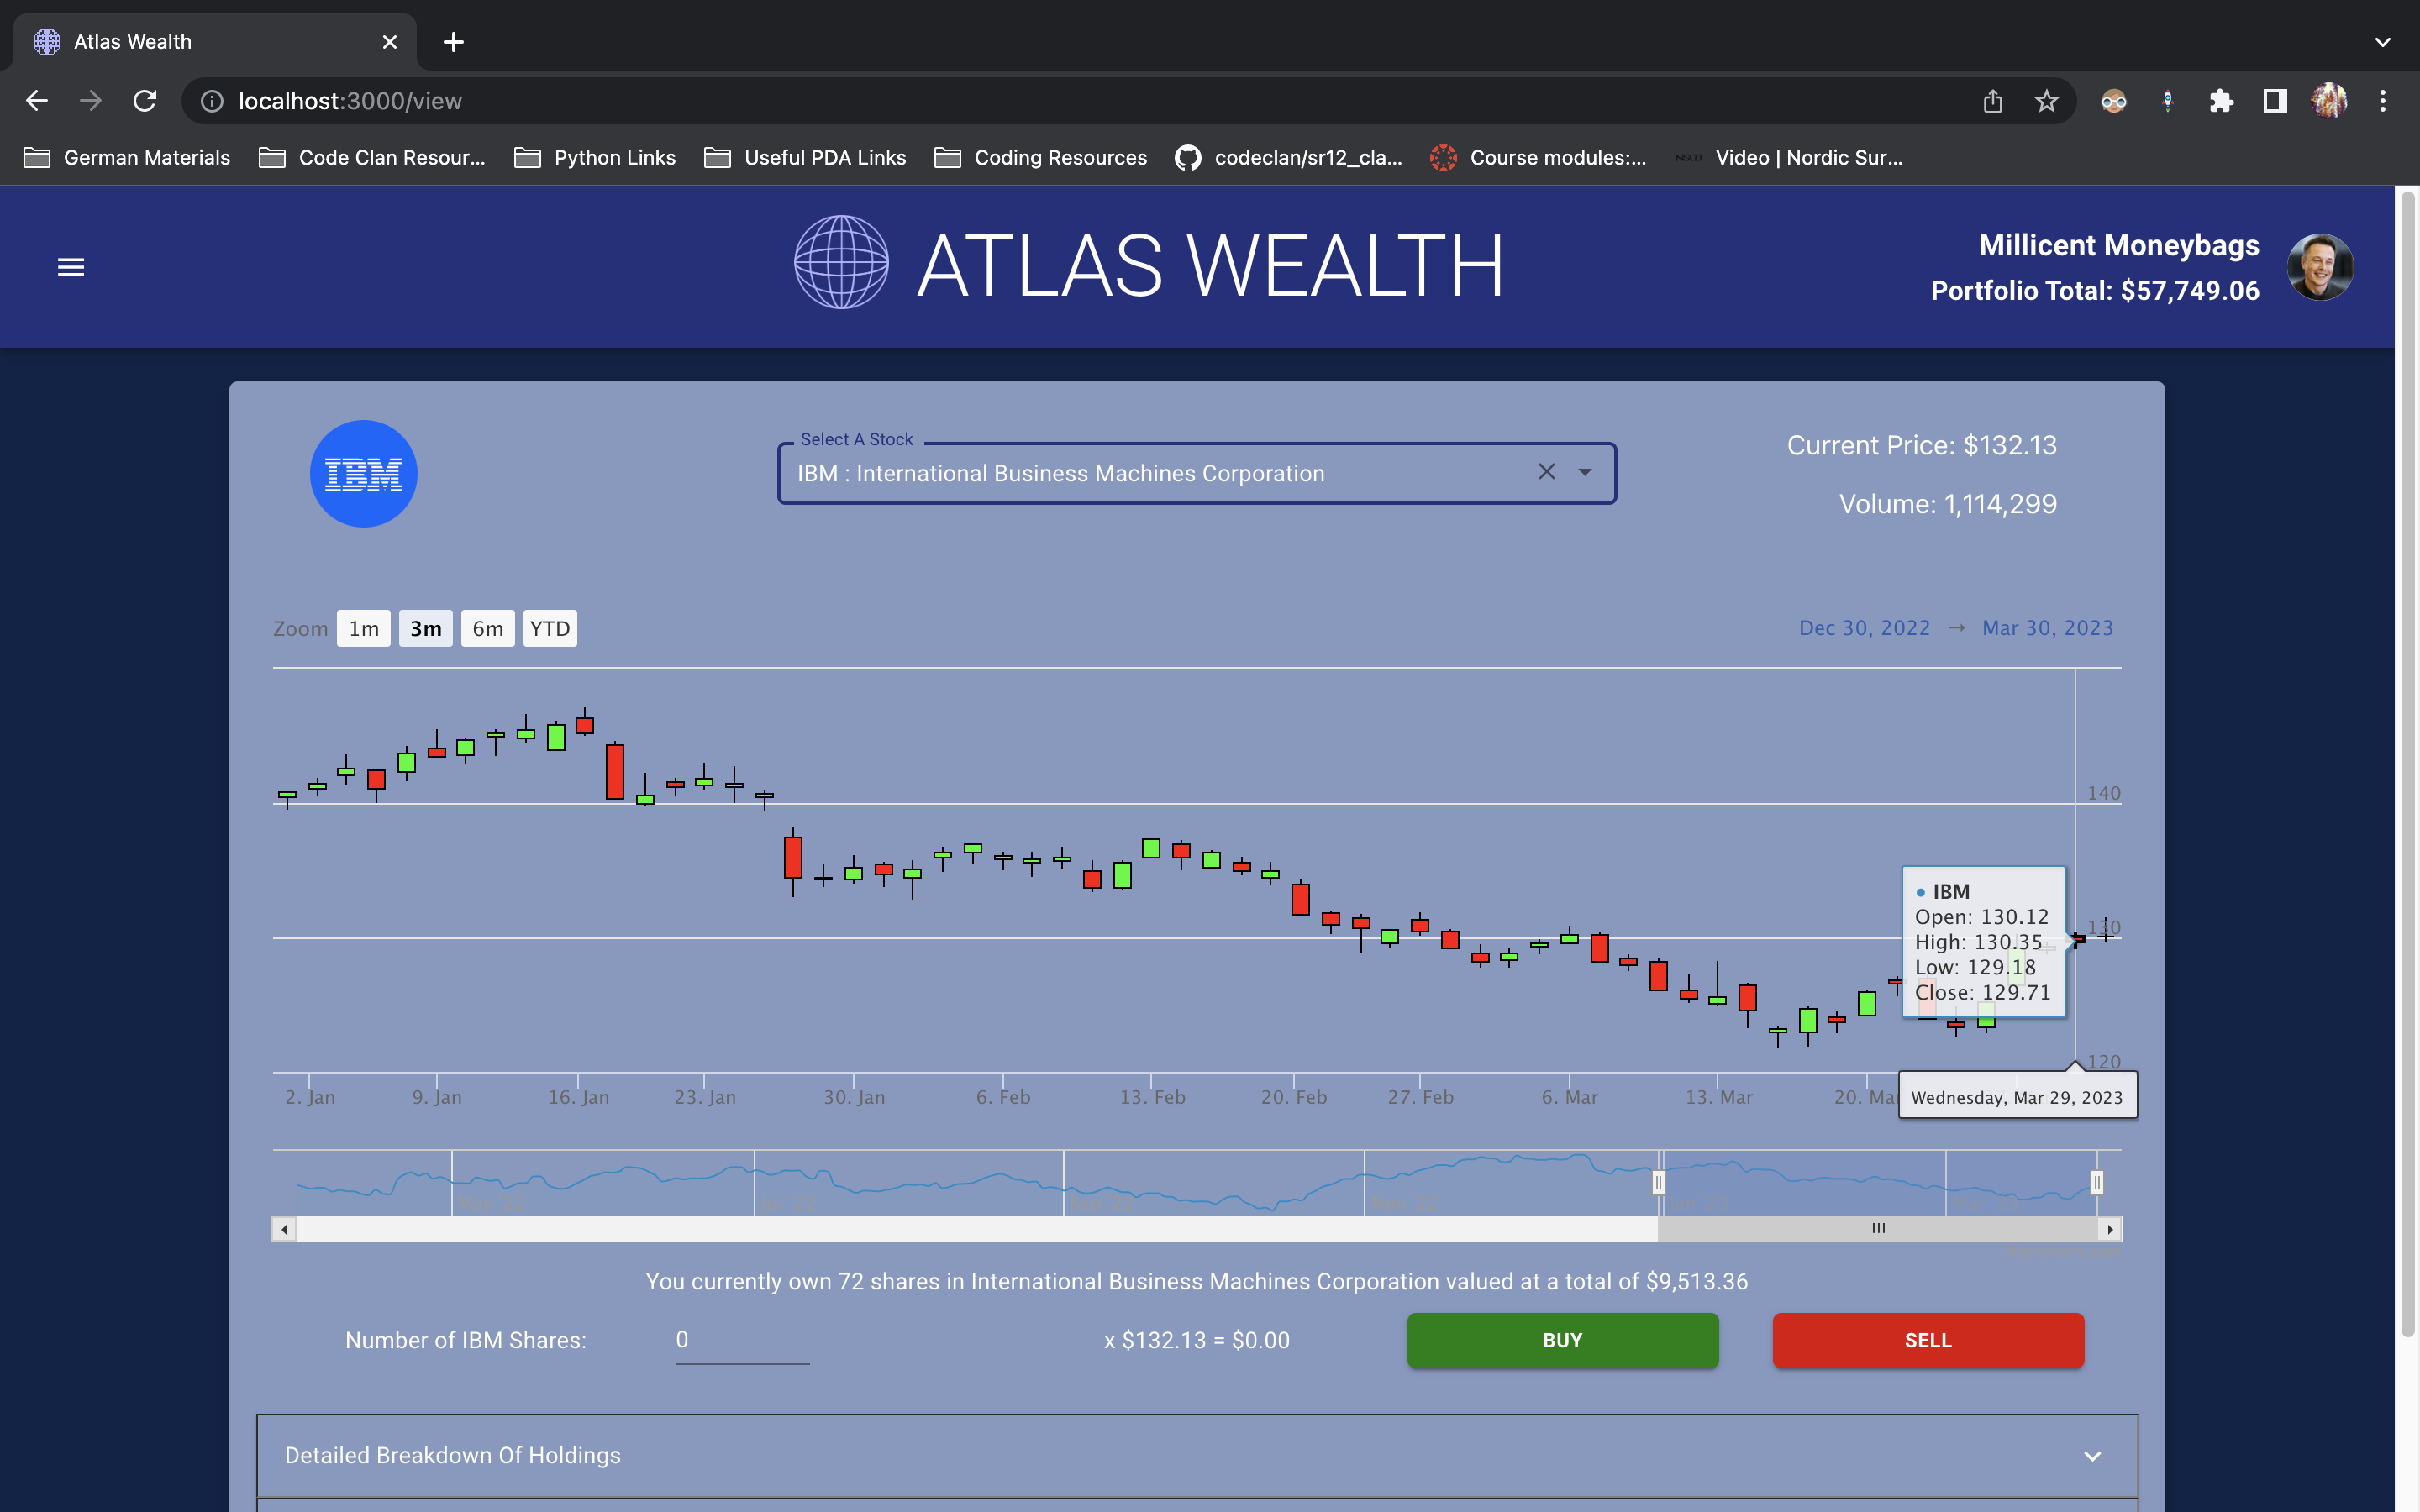 Atlas Wealth
localhost:3000/view
German Materials
Code Clan Resour...
Python Links
Useful PDA Links
Coding Resources
codeclan/sr12_cla...
Course modules:...
Video | Nordic Sur...
ATLAS WEALTH
Millicent Moneybags
Portfolio Total: $57,749.06
IBM
Select A Stock
IBM : International Business Machines Corporation
Current Price: $132.13
Volume: 1,114,299
Zoom 1m 3m 6m YTD
Dec 30, 2022 → Mar 30, 2023
140
130
120
IBM
Open: 130.12
High: 130.35
Low: 129.18
Close: 129.71
2. Jan 9. Jan 16. Jan 23. Jan 30. Jan 6. Feb 13. Feb 20. Feb 27. Feb 6. Mar 13. Mar 20. Ma
Wednesday, Mar 29, 2023
You currently own 72 shares in International Business Machines Corporation valued at a total of $9,513.36
Number of IBM Shares: 0 x $132.13 = $0.00 BUY SELL
Detailed Breakdown Of Holdings